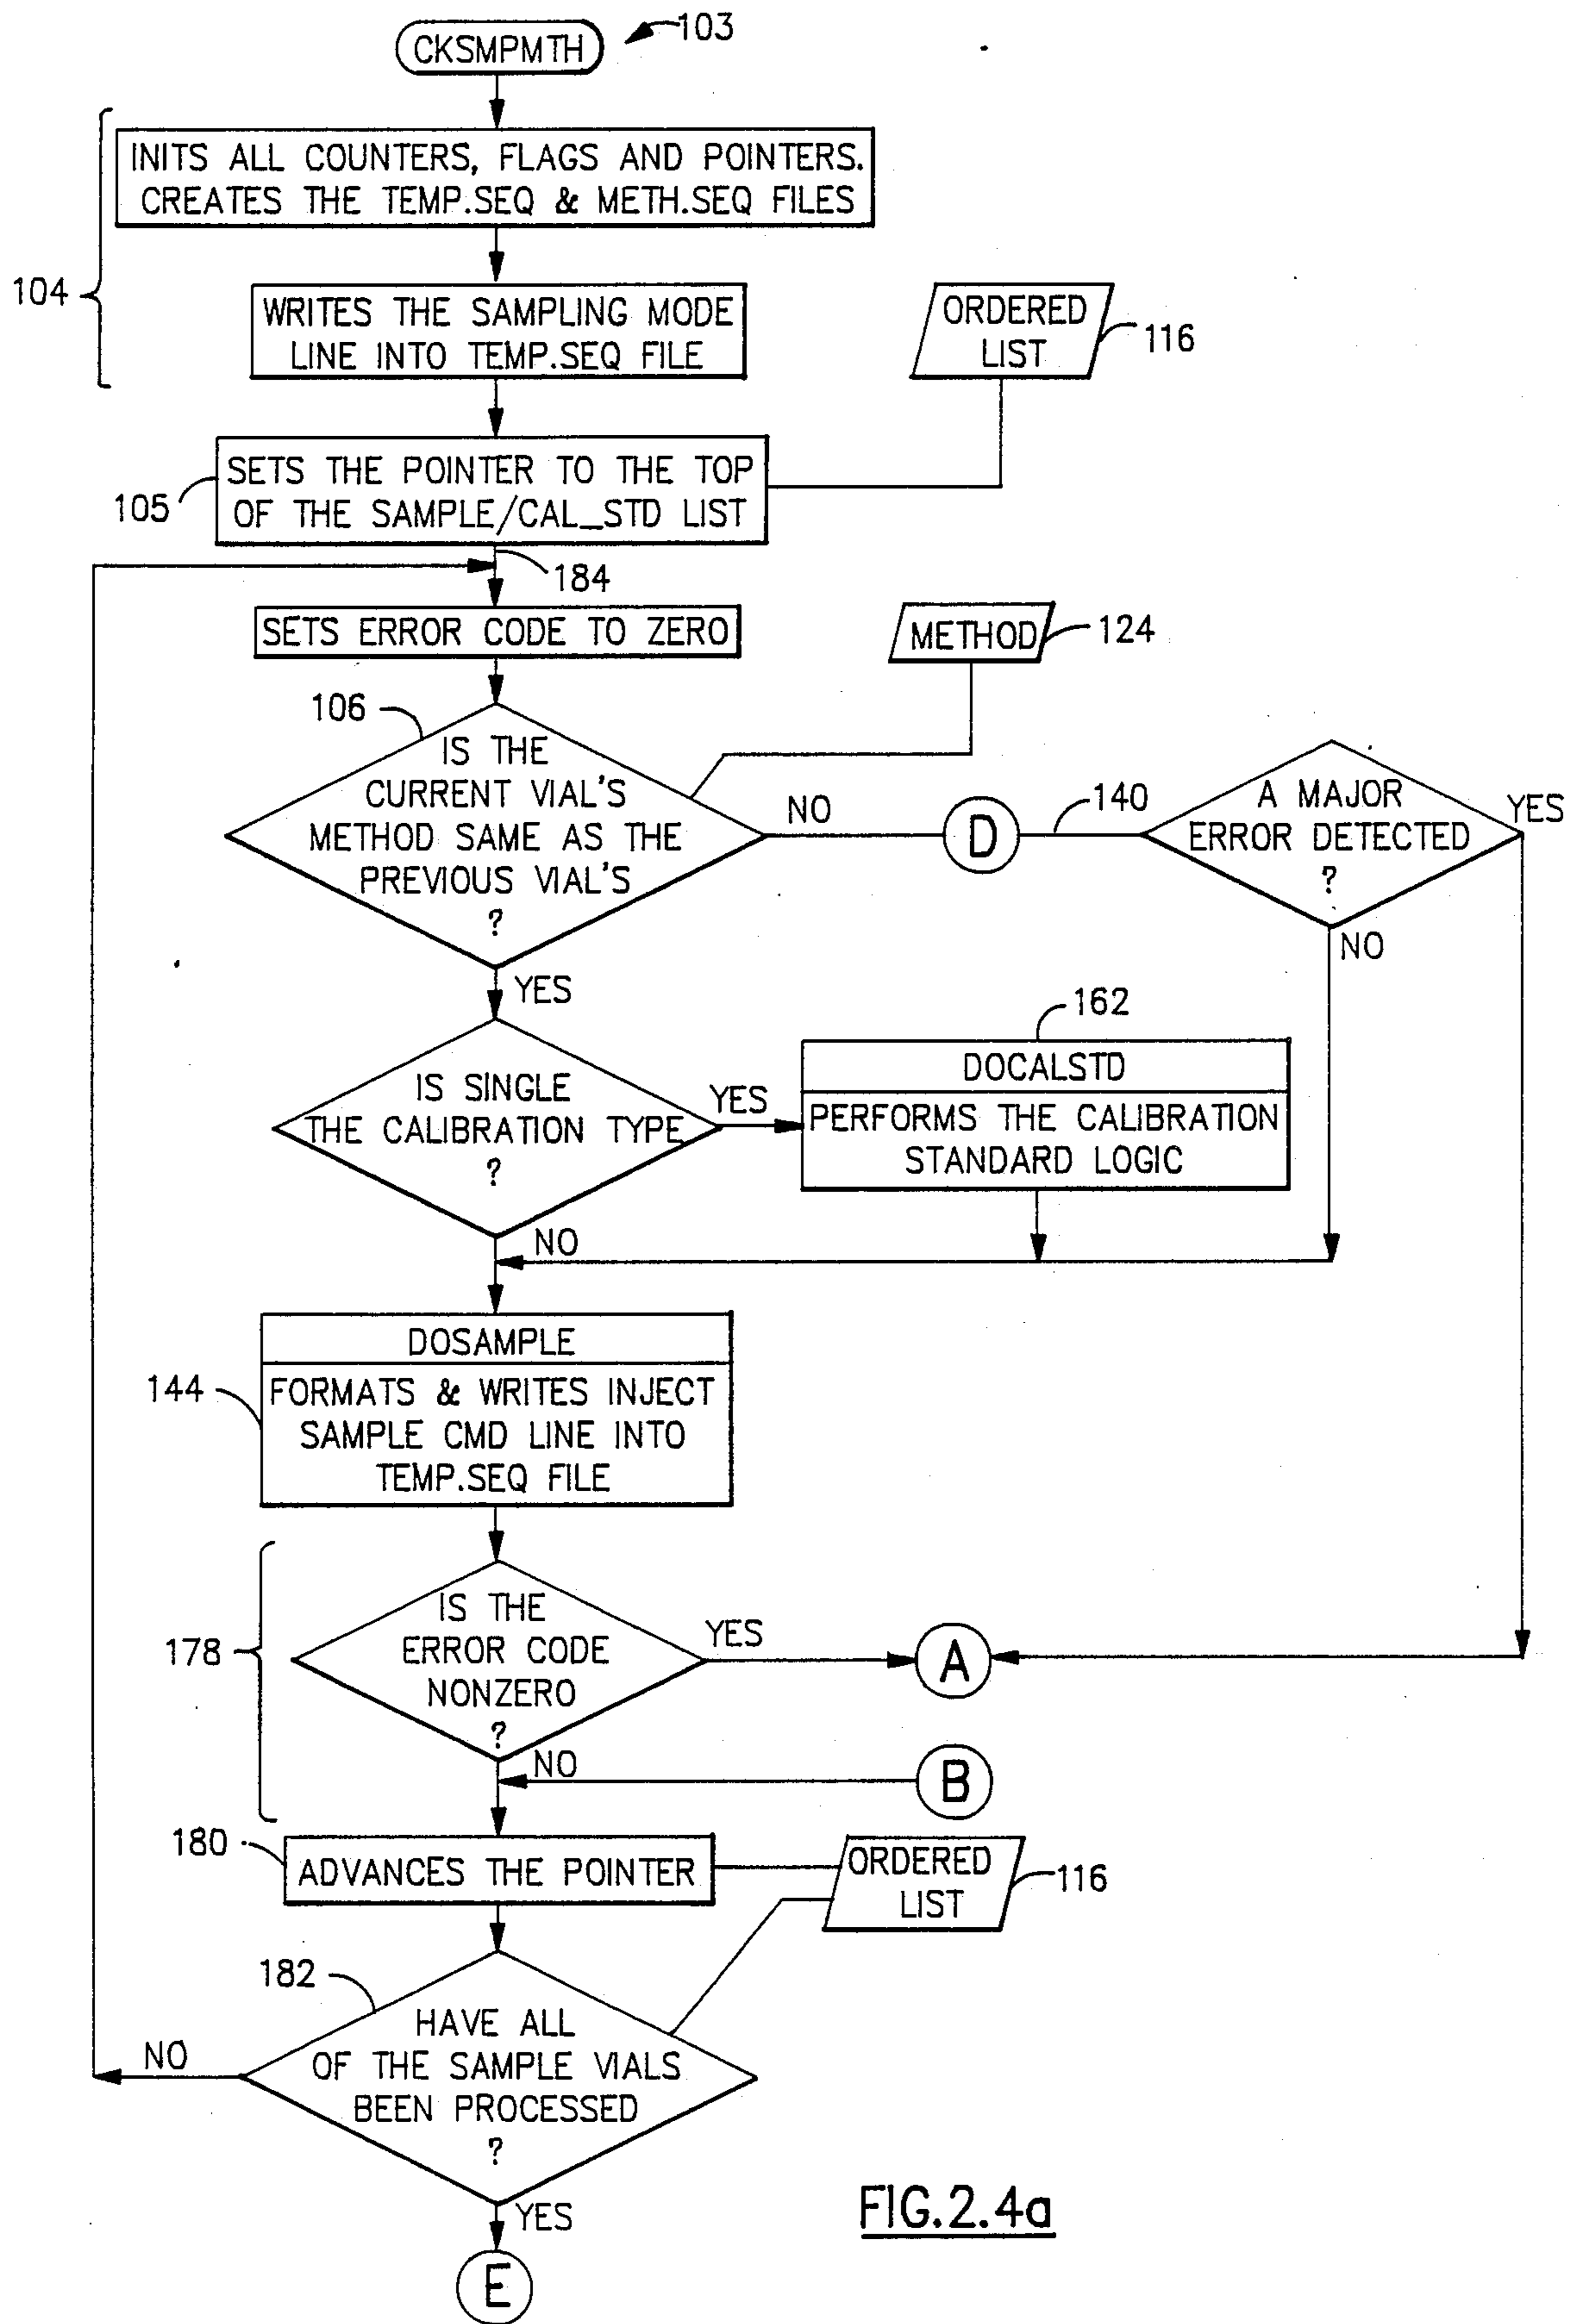 CKSMPMTH
103
INITS ALL COUNTERS, FLAGS AND POINTERS.
CREATES THE TEMP.SEQ & METH.SEQ FILES
104
WRITES THE SAMPLING MODE
LINE INTO TEMP.SEQ FILE
ORDERED
LIST
116
SETS THE POINTER TO THE TOP
OF THE SAMPLE/CAL_STD LIST
105
184
SETS ERROR CODE TO ZERO
METHOD
124
106
IS THE
CURRENT VIAL'S
METHOD SAME AS THE
PREVIOUS VIAL'S
?
NO
D
140
A MAJOR
ERROR DETECTED
?
YES
NO
YES
162
IS SINGLE
THE CALIBRATION TYPE
?
YES
DOCALSTD
PERFORMS THE CALIBRATION
STANDARD LOGIC
NO
DOSAMPLE
144
FORMATS & WRITES INJECT
SAMPLE CMD LINE INTO
TEMP.SEQ FILE
178
IS THE
ERROR CODE
NONZERO
?
YES
A
NO
B
180
ADVANCES THE POINTER
ORDERED
LIST
116
182
HAVE ALL
OF THE SAMPLE VIALS
BEEN PROCESSED
?
NO
YES
E
FIG.2.4a